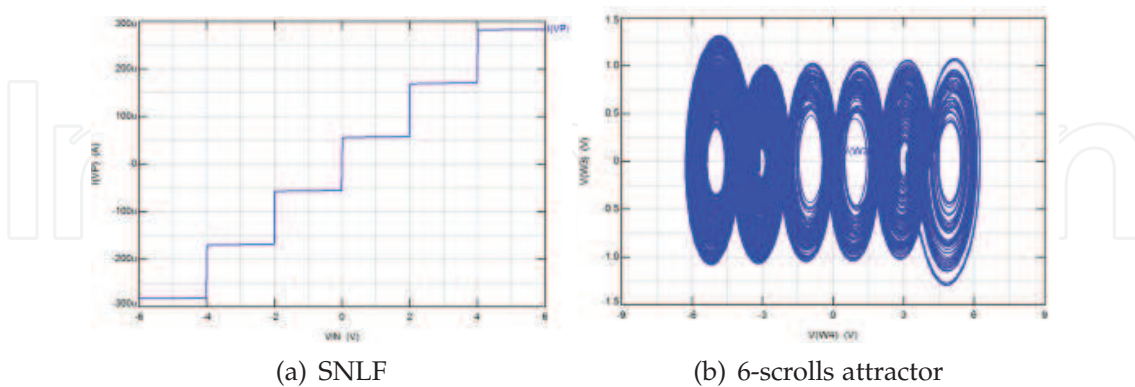 300u
I(VP)
200u
100u
0
-100u
-200u
-300u
I(VP) (A)
-6
-4
-2
0
2
4
6
VIN (V)
(a) SNLF
1.5
1.0
0.5
0
0.5
-1.0
-1.5
V(W3) (V)
-9
-6
-3
0
3
6
9
V(W4) (V)
(b) 6-scrolls attractor